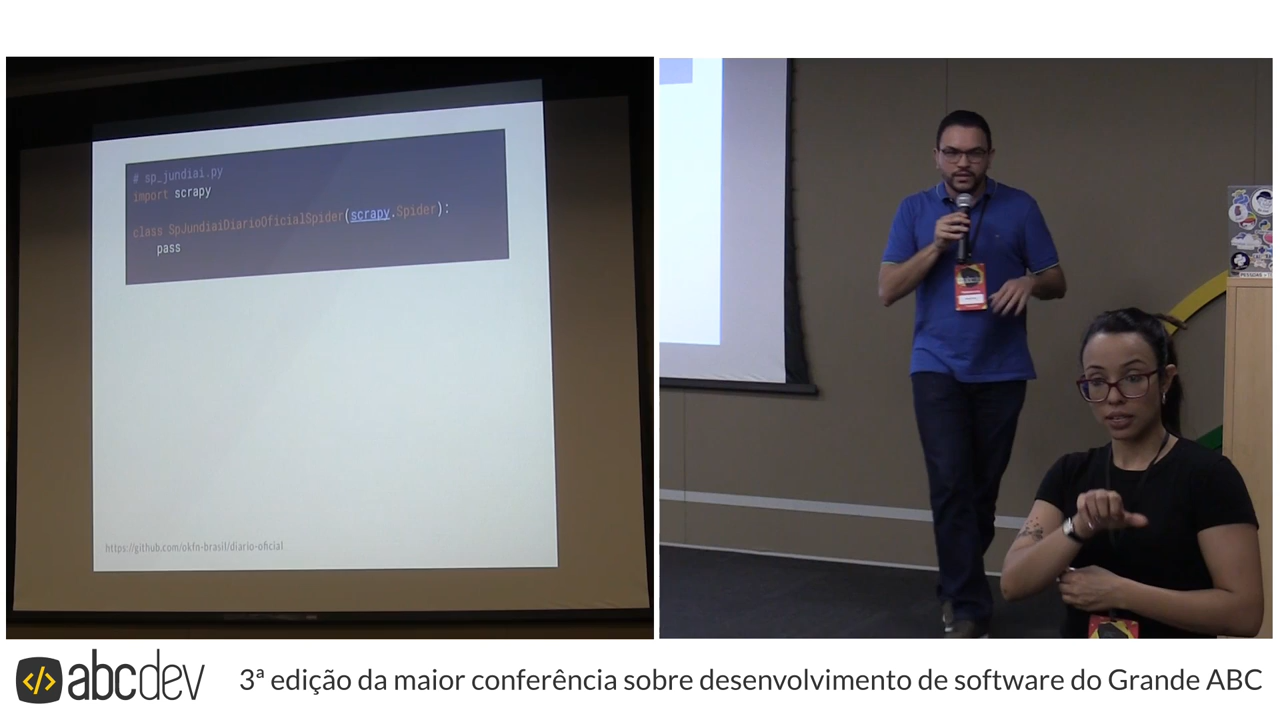 # sp_jundiai.py
import scrapy
class SpJundiaiDiarioOficialSpider(scrapy.Spider):
pass
https://github.com/okfn-brasil/diario-oficial
</> abcdev
3ª edição da maior conferência sobre desenvolvimento de software do Grande ABC